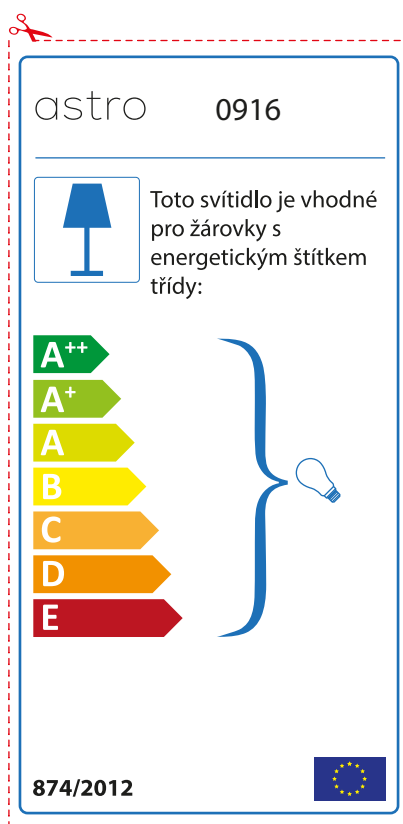 astro 0916
Toto svítidlo je vhodné
pro žárovky s
energetickým štítkem
třídy:
A++
A+
A
B
C
D
E
874/2012